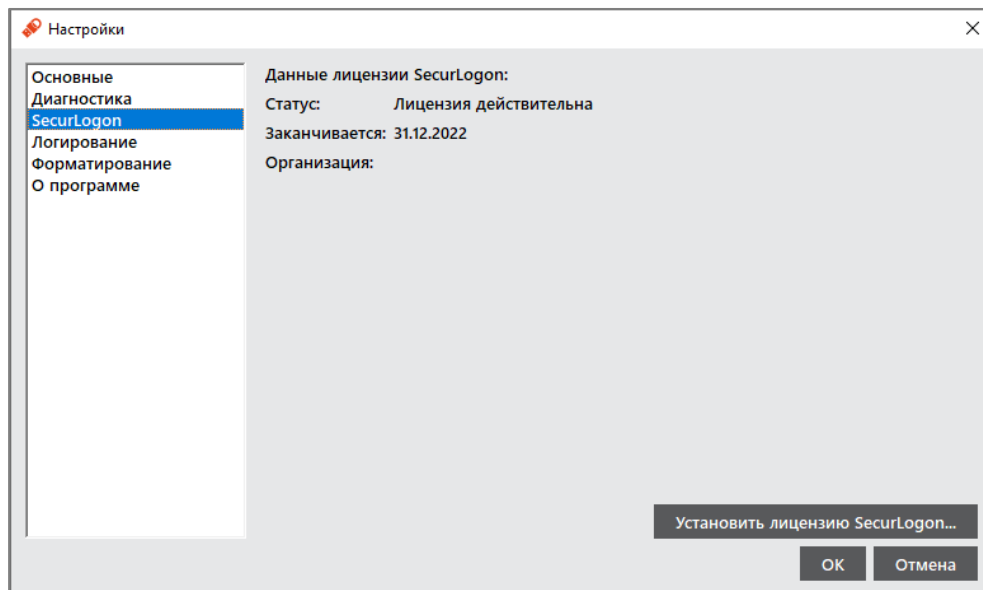 Настройки
Основные
Диагностика
SecurLogon
Логирование
Форматирование
О программе
Данные лицензии SecurLogon:
Статус: Лицензия действительна
Заканчивается: 31.12.2022
Организация:
Установить лицензию SecurLogon...
ОК
Отмена